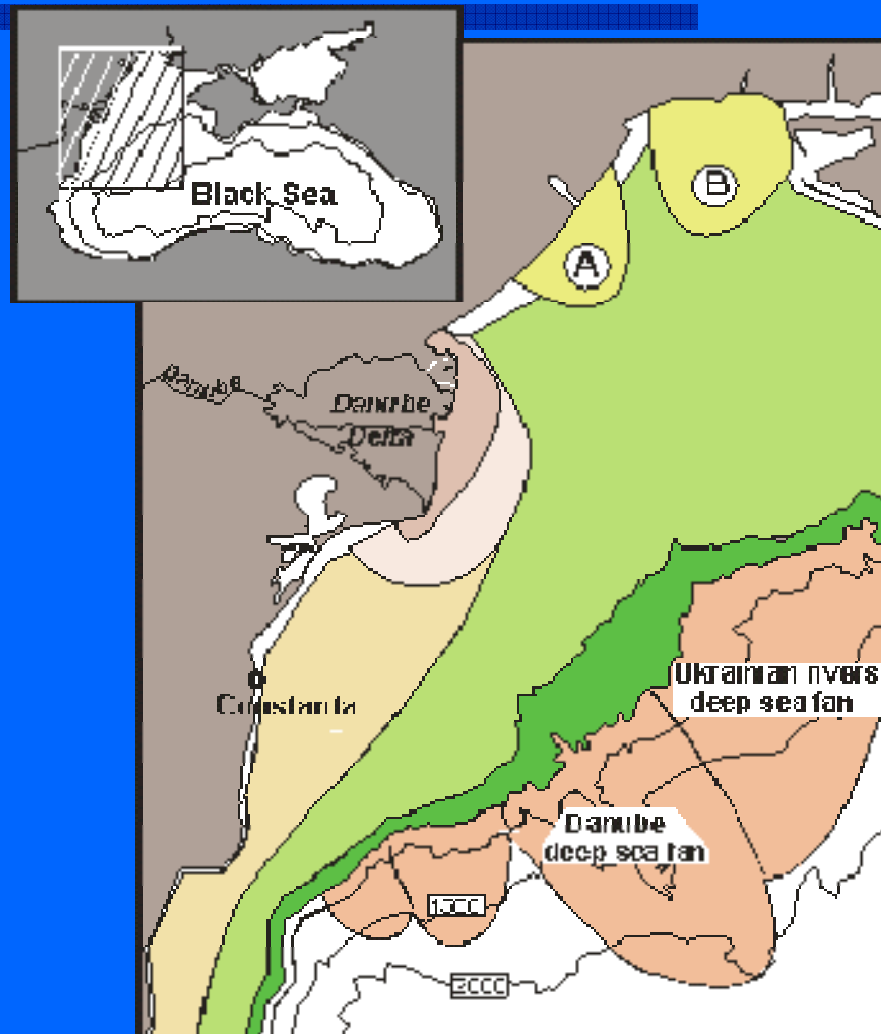 Black Sea
B
A
Danube
Danube
Delta
Constanta
Ukrainian rivers
deep sea fan
Danube
deep sea fan
1000
2000